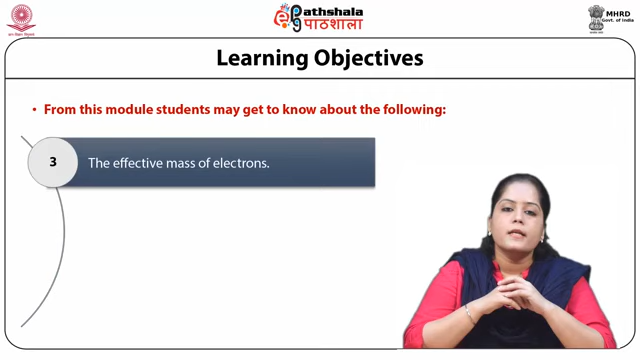 ePathshala
पाठशाला
MHRD
Govt. of India
Learning Objectives
• From this module students may get to know about the following:
3
The effective mass of electrons.